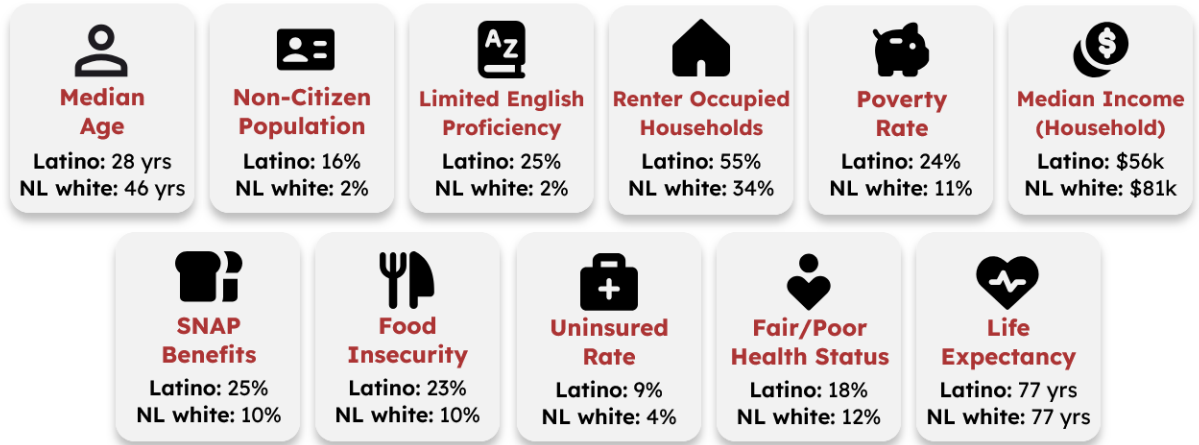 AZ
$
Median
Age
Latino: 28 yrs
NL white: 46 yrs
Non-Citizen
Population
Latino: 16%
NL white: 2%
Limited English
Proficiency
Latino: 25%
NL white: 2%
Renter Occupied
Households
Latino: 55%
NL white: 34%
Poverty
Rate
Latino: 24%
NL white: 11%
Median Income
(Household)
Latino: $56k
NL white: $81k
SNAP
Benefits
Latino: 25%
NL white: 10%
Food
Insecurity
Latino: 23%
NL white: 10%
Uninsured
Rate
Latino: 9%
NL white: 4%
Fair/Poor
Health Status
Latino: 18%
NL white: 12%
Life
Expectancy
Latino: 77 yrs
NL white: 77 yrs